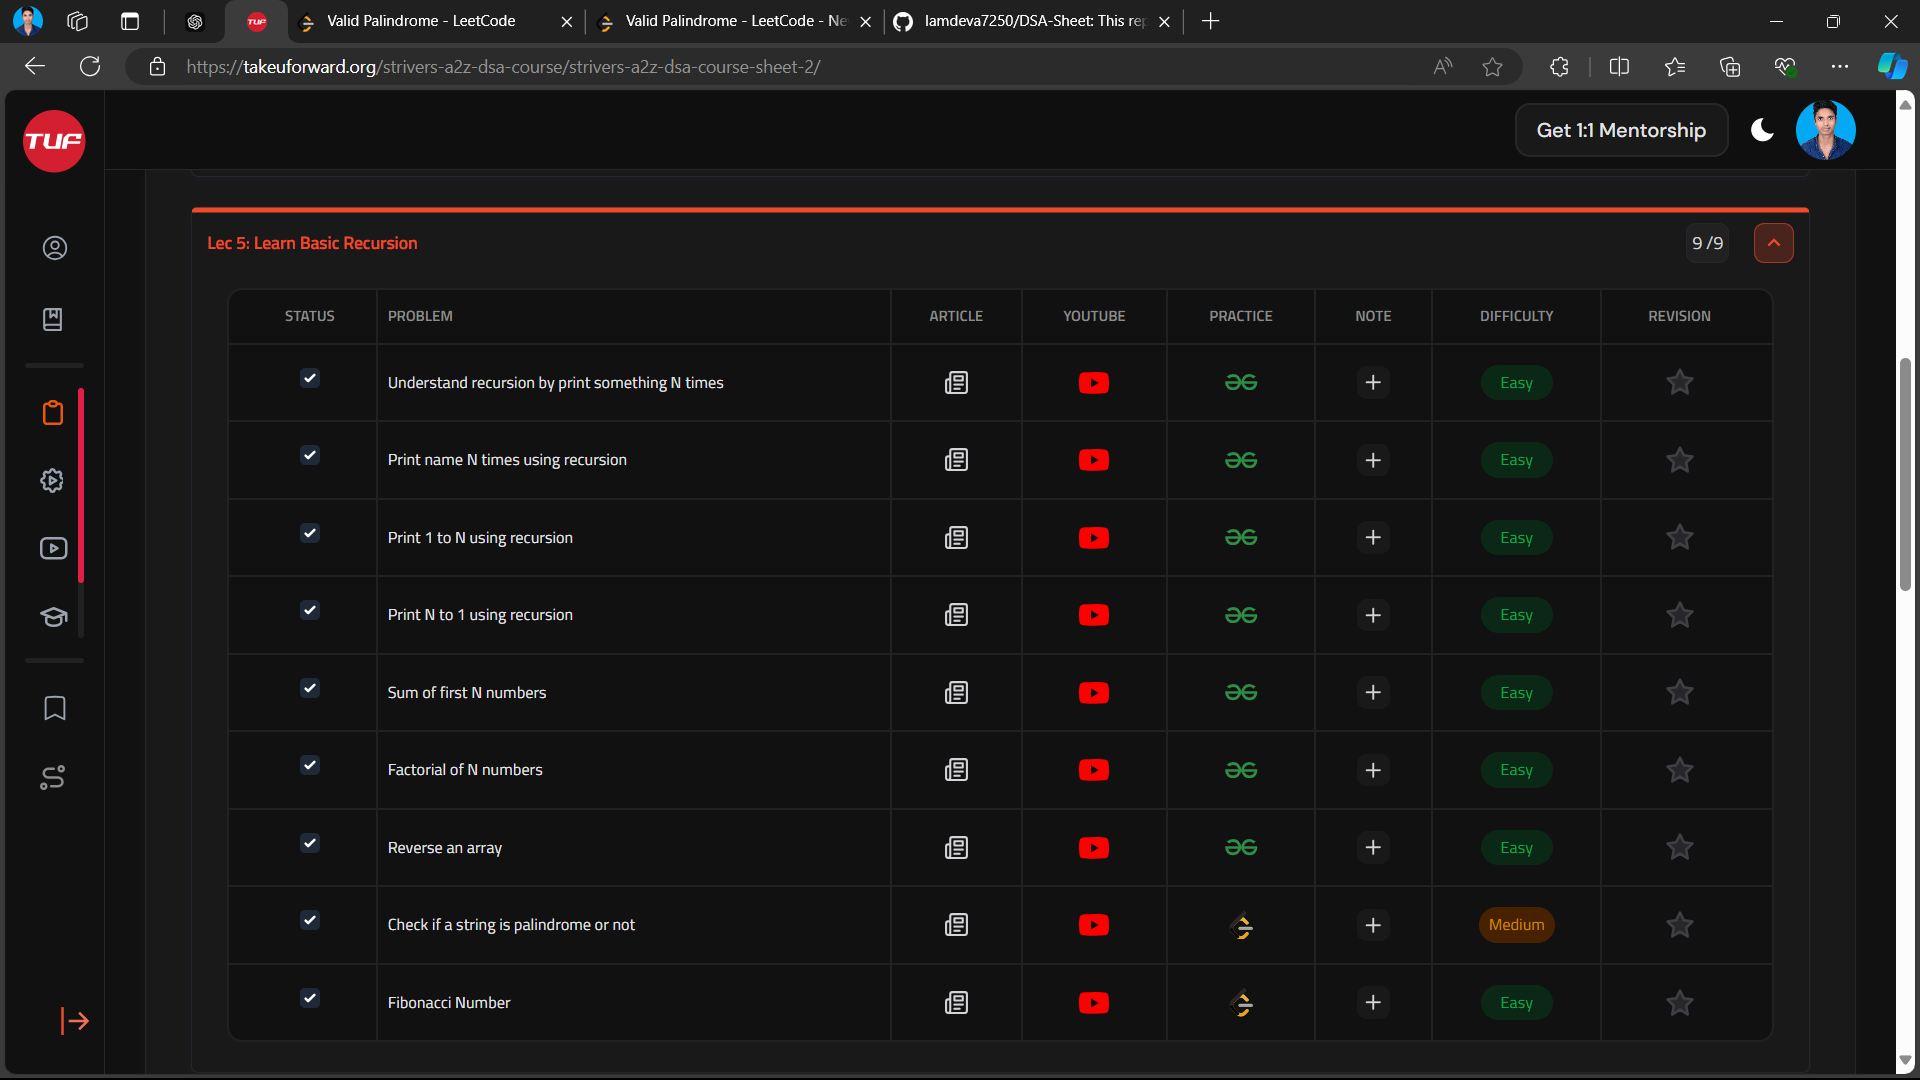 TUF
Valid Palindrome - LeetCode
Valid Palindrome - LeetCode - Ne
Iamdeva7250/DSA-Sheet: This rep
https://takeuforward.org/strivers-a2z-dsa-course/strivers-a2z-dsa-course-sheet-2/
TUF
Get 1:1 Mentorship
Lec 5: Learn Basic Recursion
9 /9
STATUS PROBLEM ARTICLE YOUTUBE PRACTICE NOTE DIFFICULTY REVISION
Understand recursion by print something N times Easy
Print name N times using recursion Easy
Print 1 to N using recursion Easy
Print N to 1 using recursion Easy
Sum of first N numbers Easy
Factorial of N numbers Easy
Reverse an array Easy
Check if a string is palindrome or not Medium
Fibonacci Number Easy